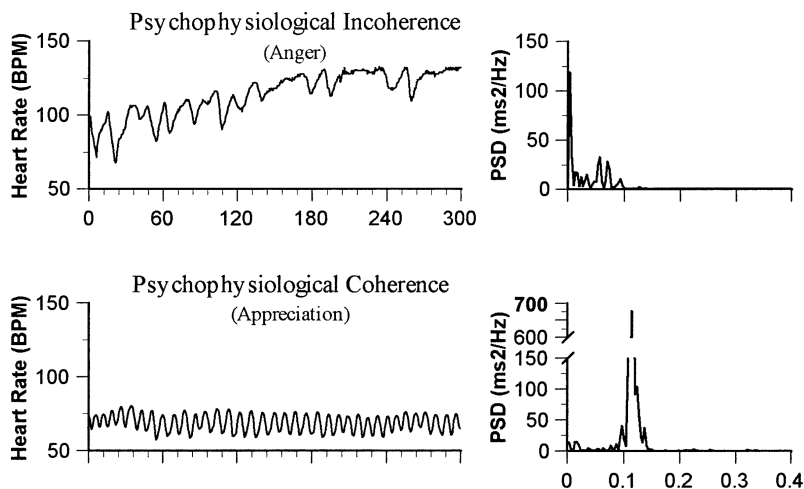 Psychophysiological Incoherence
(Anger)
Heart Rate (BPM)
150
100
50
0 60 120 180 240 300
PSD (ms2/Hz)
150
100
50
0
Psychophysiological Coherence
(Appreciation)
Heart Rate (BPM)
150
100
50
PSD (ms2/Hz)
700
600
150
100
50
0
0 0.1 0.2 0.3 0.4